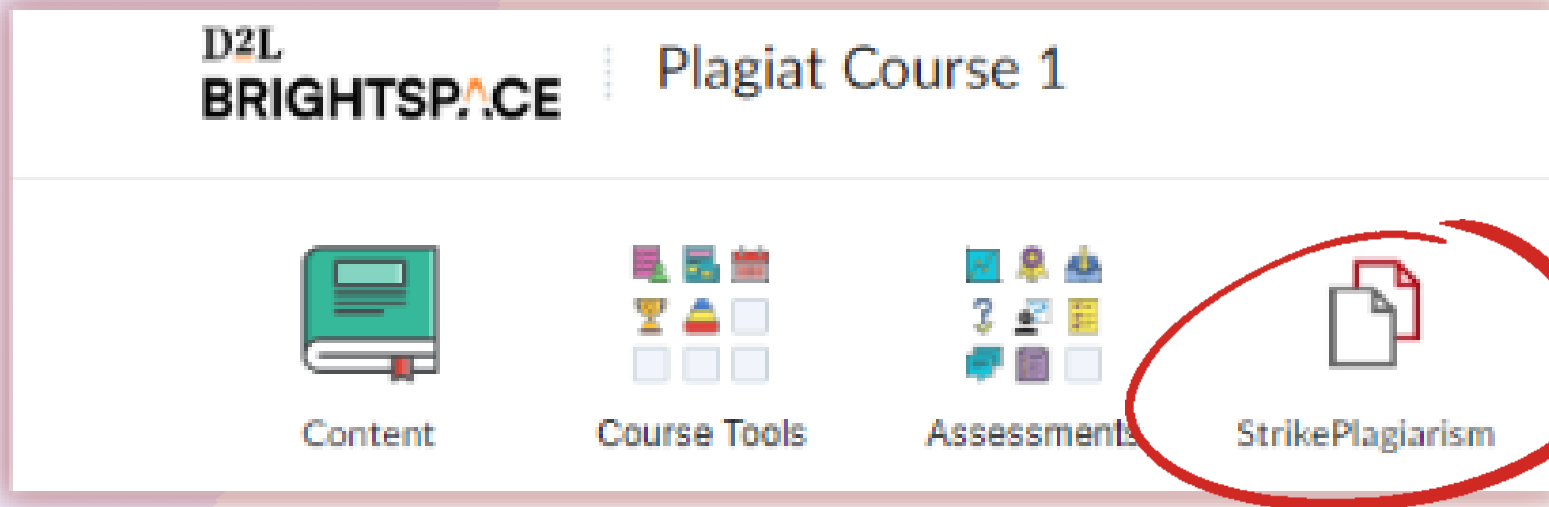 D2L
BRIGHTSPACE
Plagiat Course 1
Content
Course Tools
Assessments
StrikePlagiarism